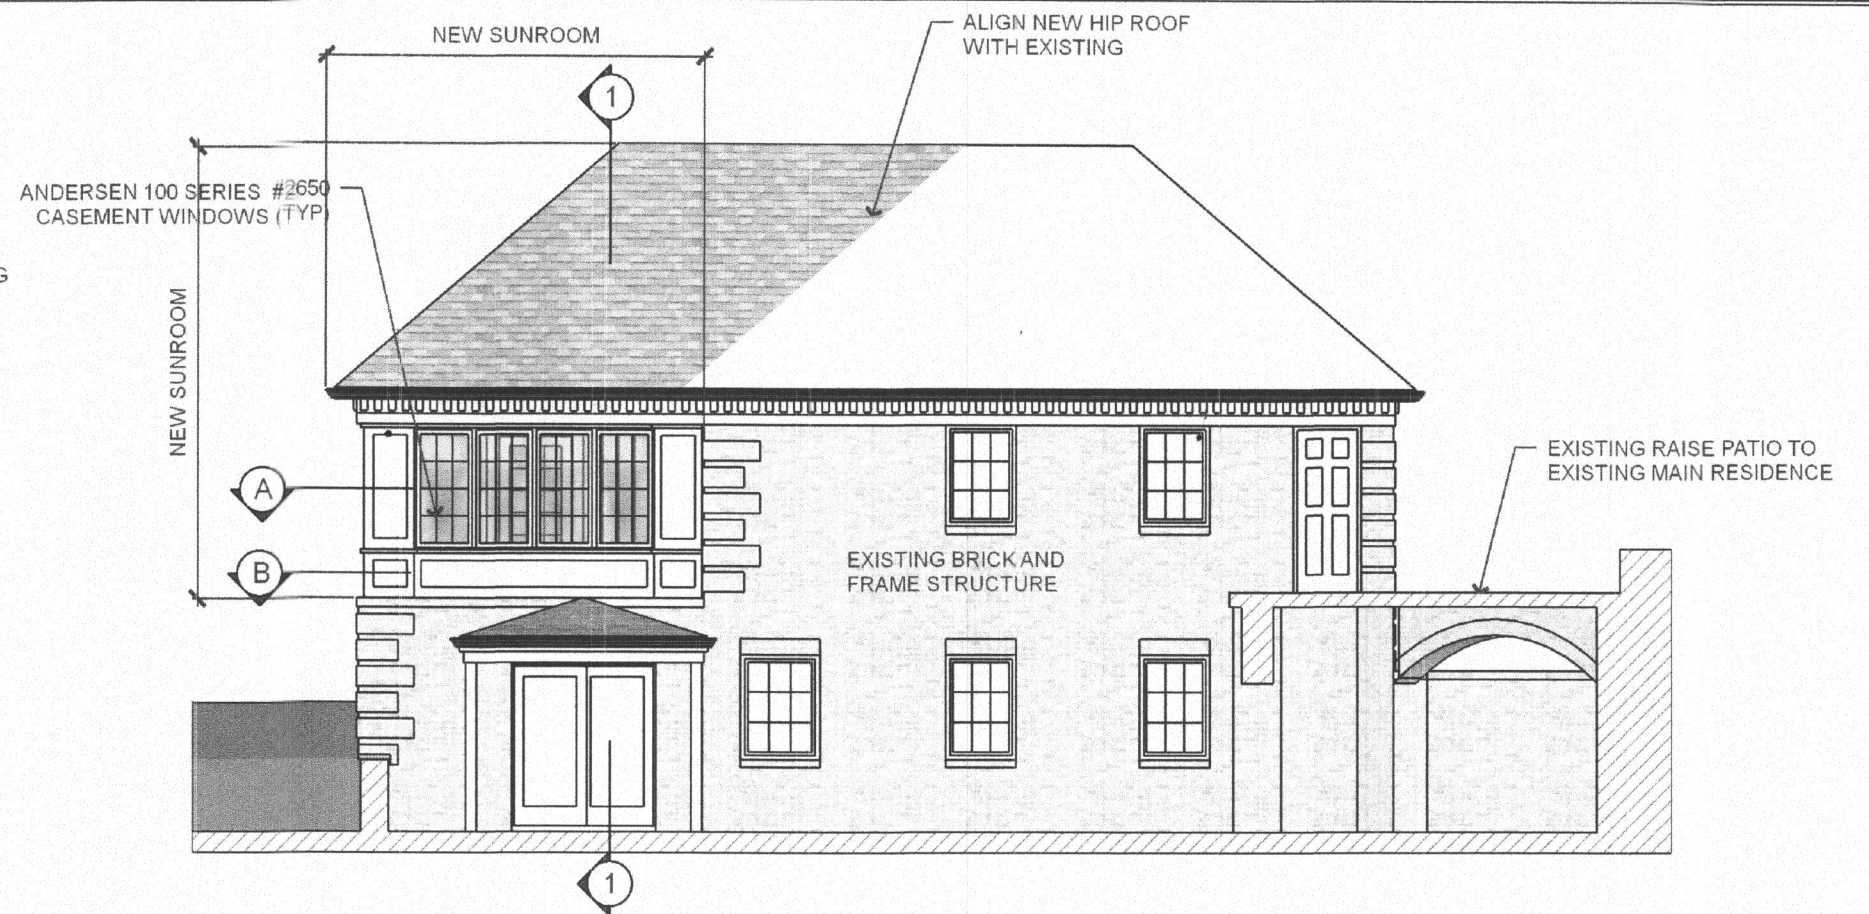 NEW SUNROOM
ALIGN NEW HIP ROOF
WITH EXISTING
1
ANDERSEN 100 SERIES #2650
CASEMENT WINDOWS (TYP)
G
NEW SUNROOM
A
B
EXISTING BRICK AND
FRAME STRUCTURE
EXISTING RAISE PATIO TO
EXISTING MAIN RESIDENCE
1